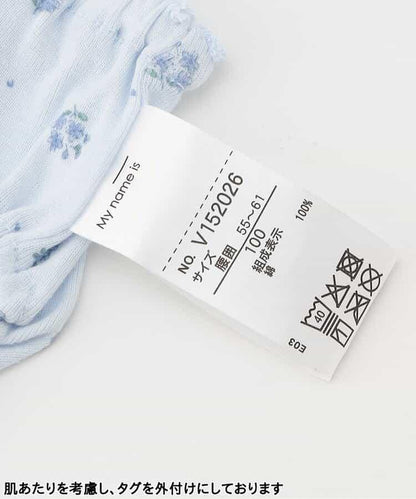 My name is
NO. V152026
サイズ 100
腰囲 55～61
組成表示
綿 100%
40
E03
肌あたりを考慮し、タグを外付けにしております